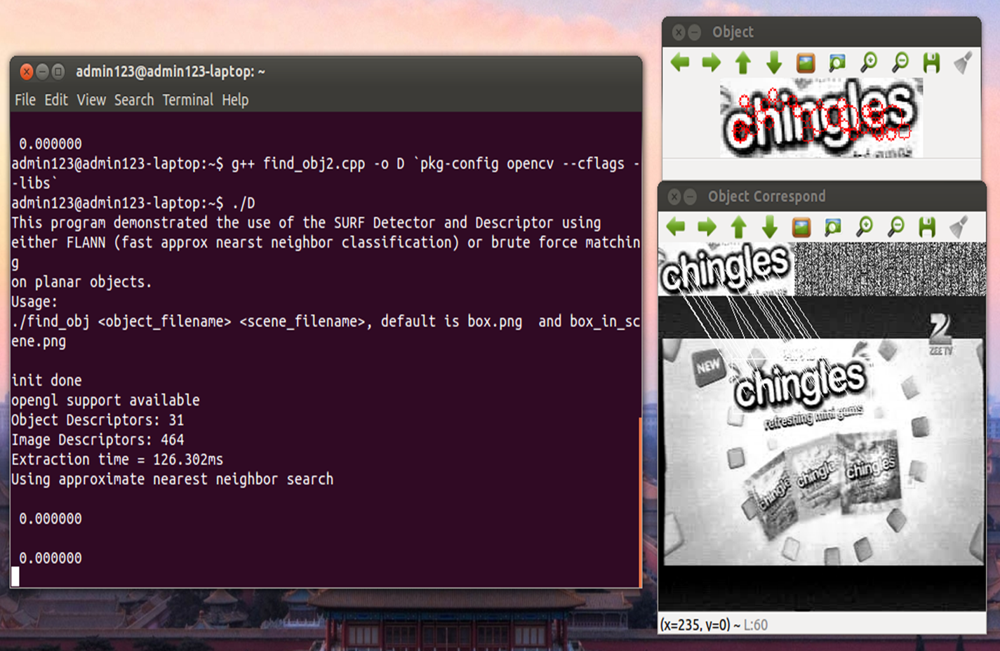 admin123@admin123-laptop: ~
File Edit View Search Terminal Help
0.000000
admin123@admin123-laptop:~$ g++ find_obj2.cpp -o D `pkg-config opencv --cflags -
-libs`
admin123@admin123-laptop:~$ ./D
This program demonstrated the use of the SURF Detector and Descriptor using
either FLANN (fast approx nearst neighbor classification) or brute force matchin
g
on planar objects.
Usage:
./find_obj <object_filename> <scene_filename>, default is box.png  and box_in_sc
ene.png
init done
opengl support available
Object Descriptors: 31
Image Descriptors: 464
Extraction time = 126.302ms
Using approximate nearest neighbor search
0.000000
0.000000
Object
chingles
Object Correspond
chingles
Z
ZEE TV
NEW
chingles
refreshing mini gums
chingles
chingles
chingles
(x=235, y=0) ~ L:60